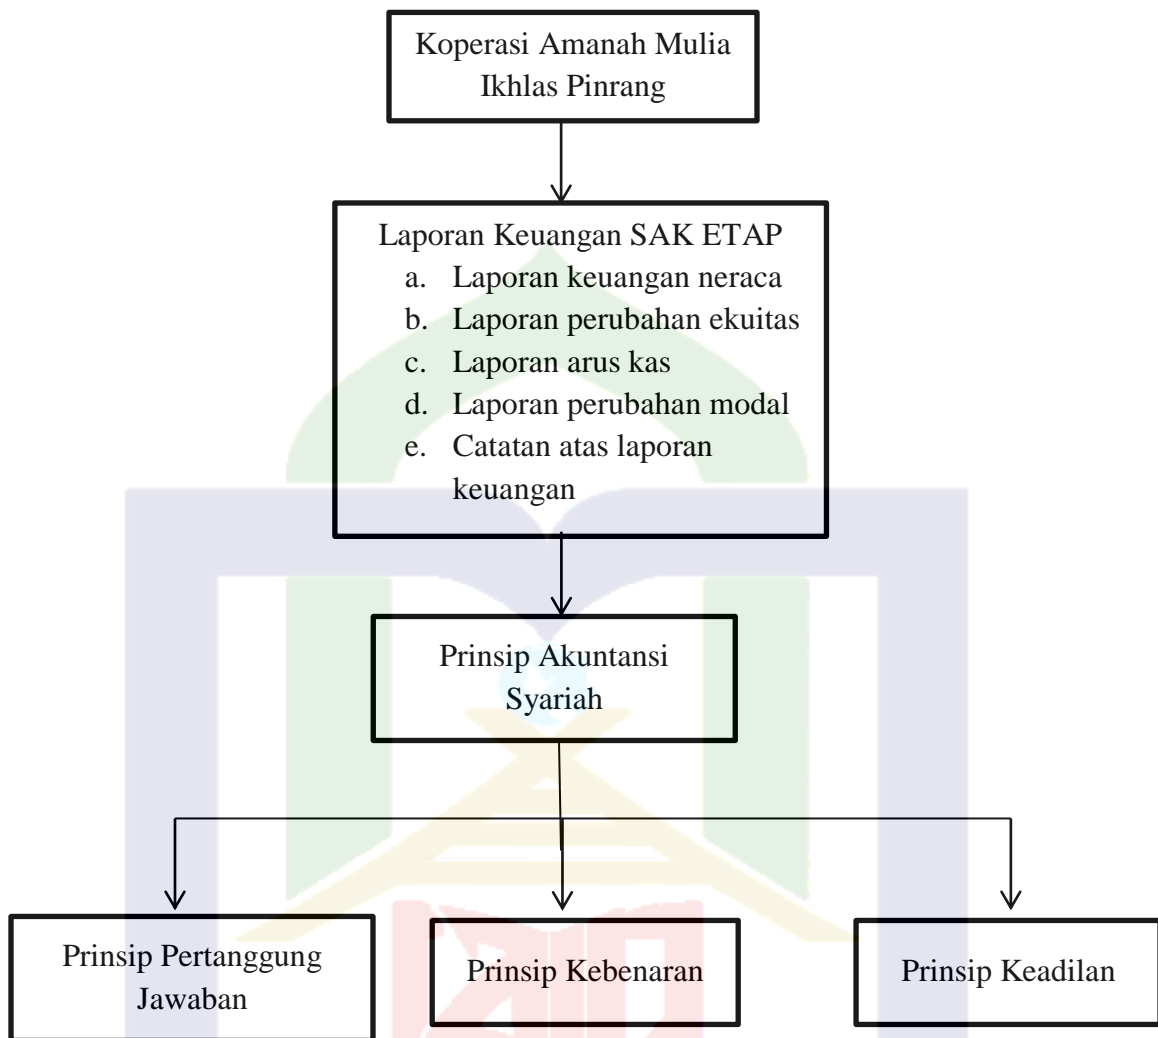 Koperasi Amanah Mulia
Ikhlas Pinrang
Laporan Keuangan SAK ETAP
a. Laporan keuangan neraca
b. Laporan perubahan ekuitas
c. Laporan arus kas
d. Laporan perubahan modal
e. Catatan atas laporan
keuangan
Prinsip Akuntansi
Syariah
Prinsip Pertanggung
Jawaban
Prinsip Kebenaran
Prinsip Keadilan